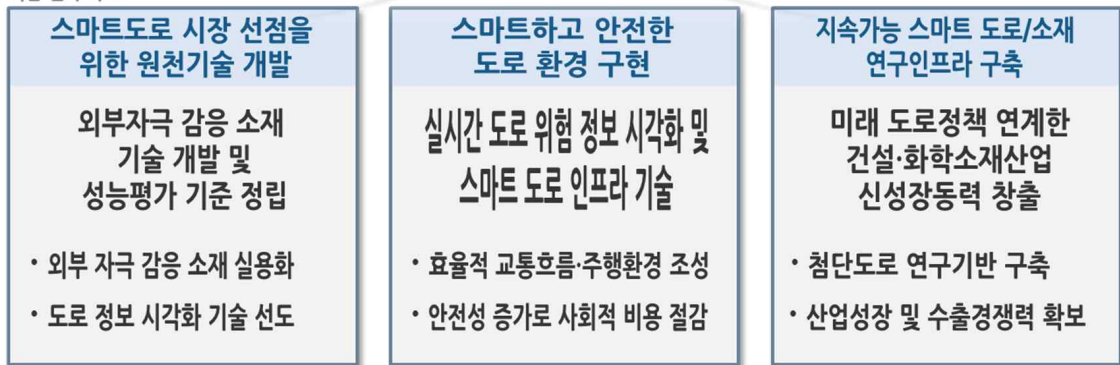 스마트도로 시장 선점을
위한 원천기술 개발
외부자극 감응 소재
기술 개발 및
성능평가 기준 정립
• 외부 자극 감응 소재 실용화
• 도로 정보 시각화 기술 선도
스마트하고 안전한
도로 환경 구현
실시간 도로 위험 정보 시각화 및
스마트 도로 인프라 기술
• 효율적 교통흐름·주행환경 조성
• 안전성 증가로 사회적 비용 절감
지속가능 스마트 도로/소재
연구인프라 구축
미래 도로정책 연계한
건설·화학소재산업
신성장동력 창출
• 첨단도로 연구기반 구축
• 산업성장 및 수출경쟁력 확보